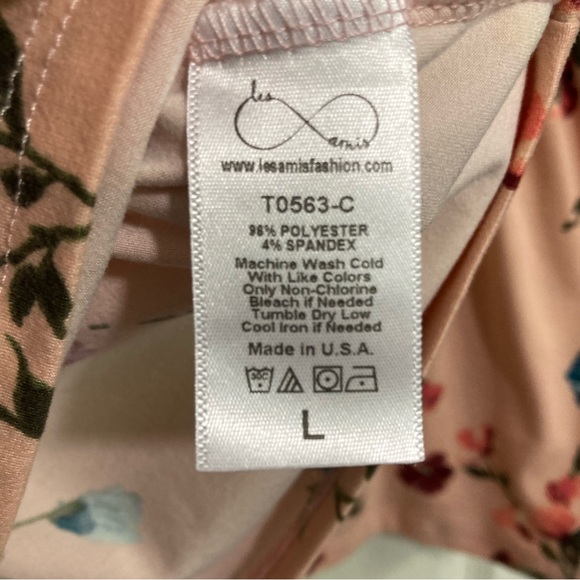 les
amis
www.lesamisfashion.com
T0563-C
96% POLYESTER
4% SPANDEX
Machine Wash Cold
With Like Colors
Only Non-Chlorine
Bleach if Needed
Tumble Dry Low
Cool Iron if Needed
Made in U.S.A.
L